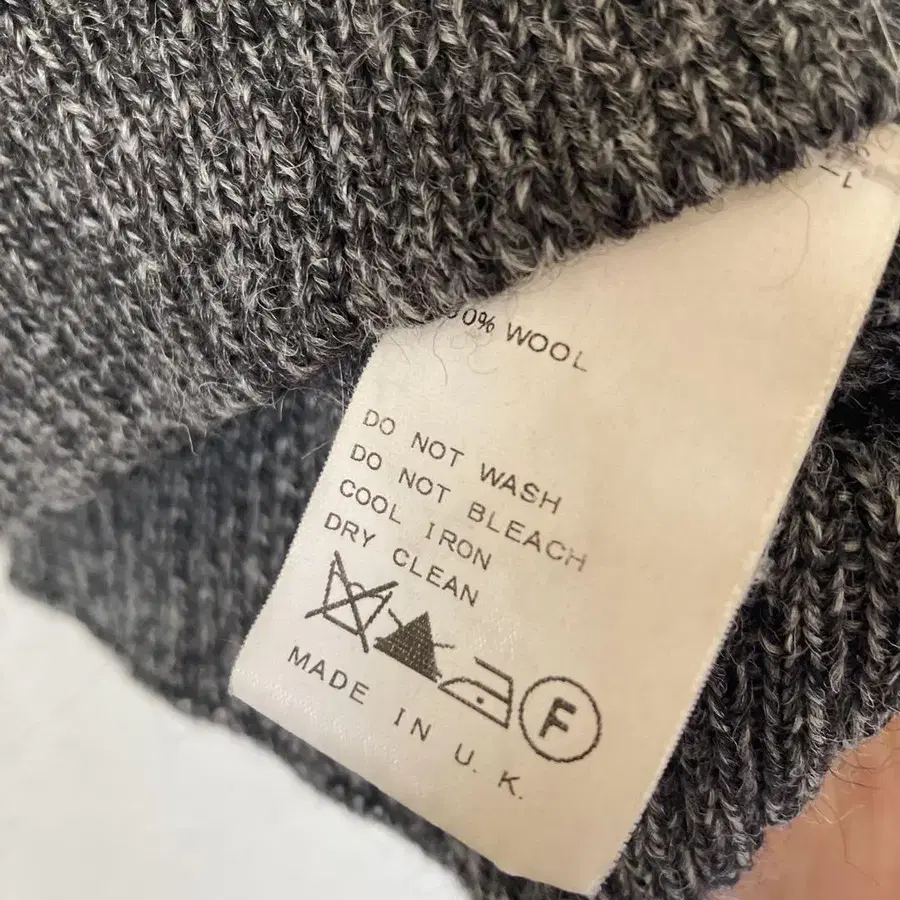 0% WOOL
DO NOT WASH
DO NOT BLEACH
COOL IRON
DRY CLEAN
F
MADE IN U. K.